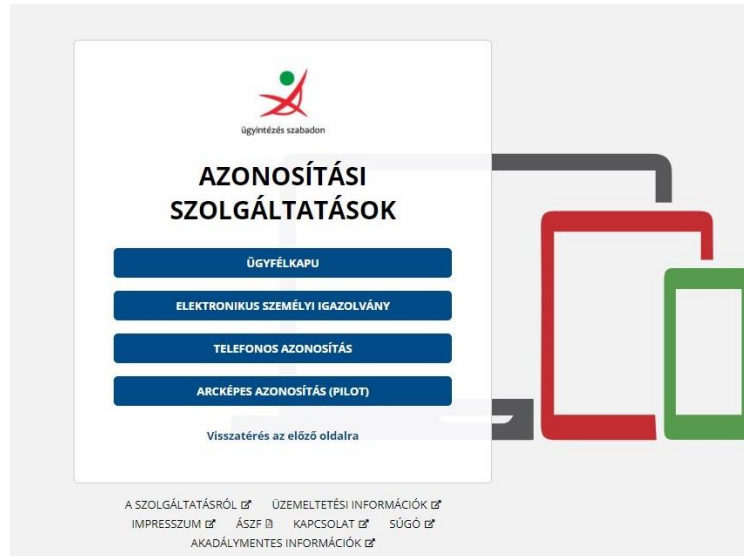 ügyintézés szabadon
AZONOSÍTÁSI
SZOLGÁLTATÁSOK
ÜGYFÉLKAPU
ELEKTRONIKUS SZEMÉLYI IGAZOLVÁNY
TELEFONOS AZONOSÍTÁS
ARCKÉPES AZONOSÍTÁS (PILOT)
Visszatérés az előző oldalra
A SZOLGÁLTATÁSRÓL ÜZEMELTETÉSI INFORMÁCIÓK
IMPRESSZUM ÁSZF KAPCSOLAT SÚGÓ
AKADÁLYMENTES INFORMÁCIÓK